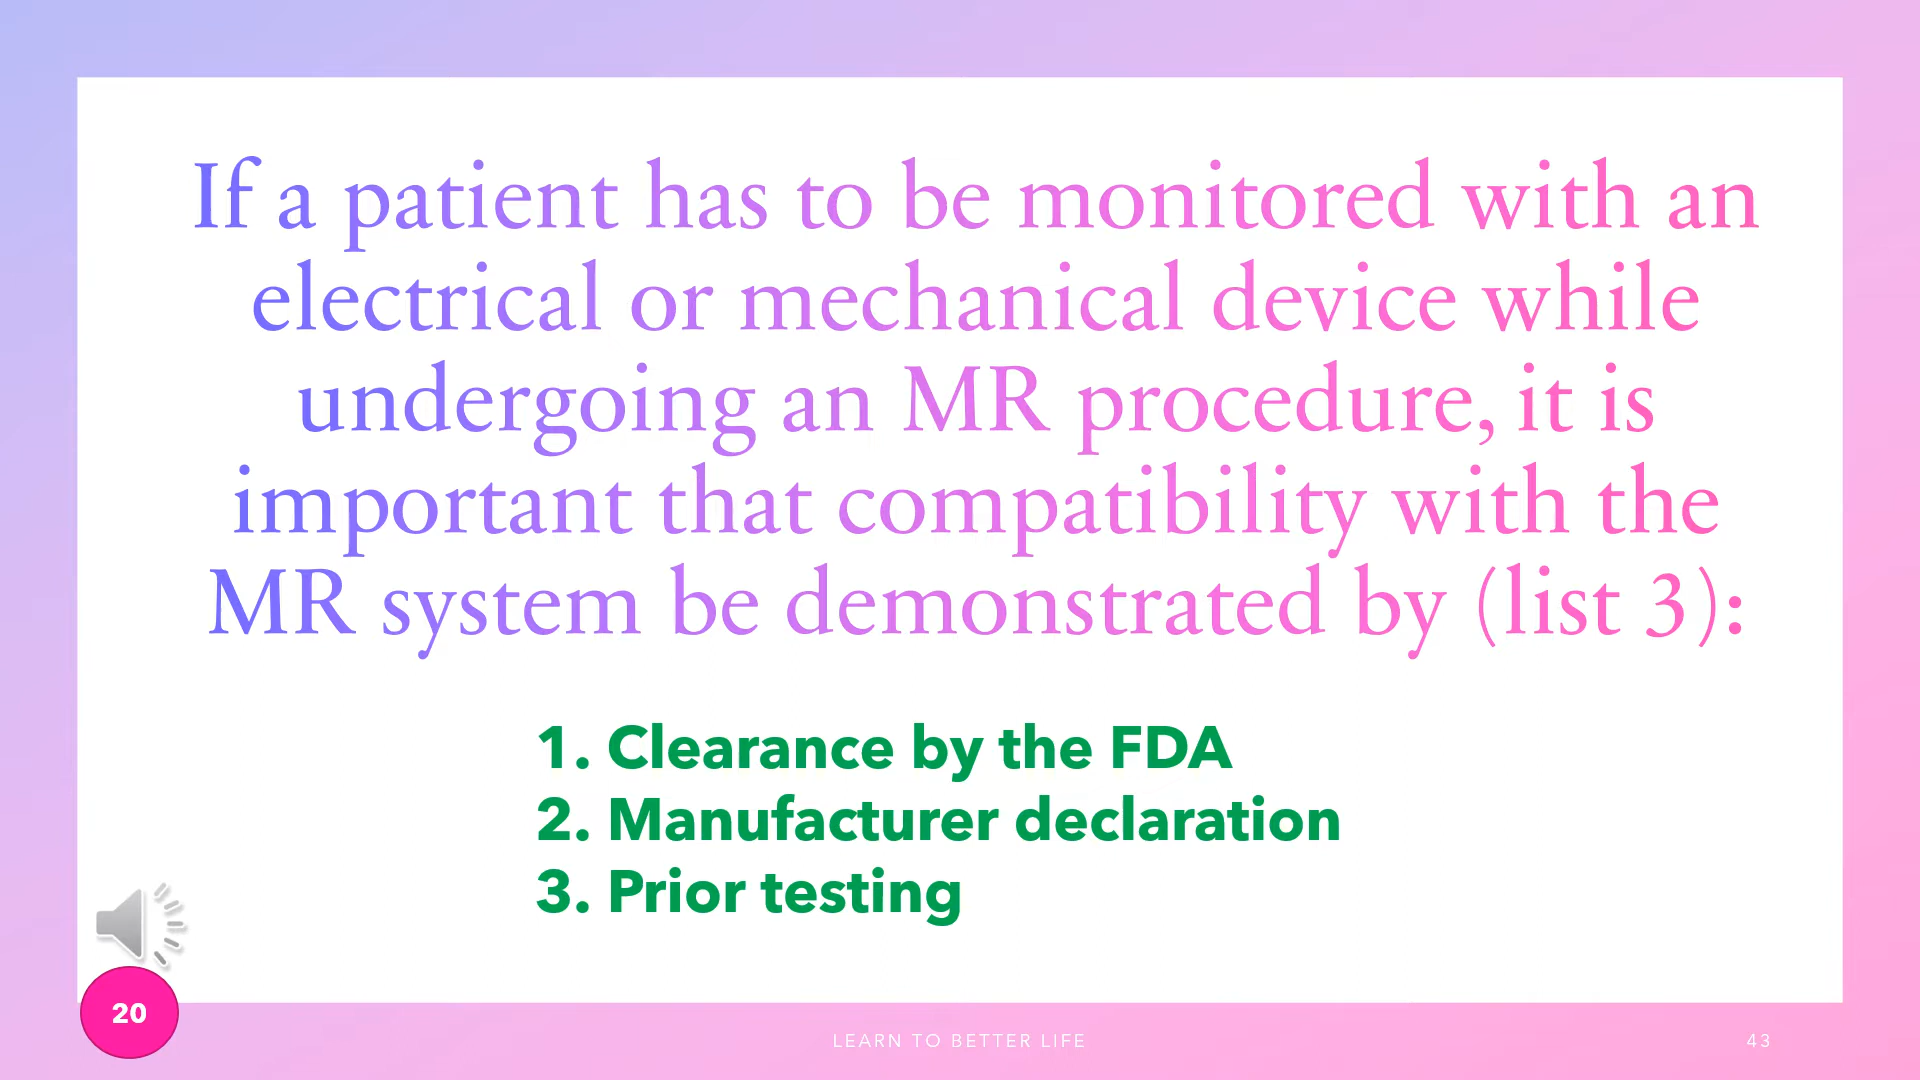 If a patient has to be monitored with an
electrical or mechanical device while
undergoing an MR procedure, it is
important that compatibility with the
MR system be demonstrated by (list 3):
1. Clearance by the FDA
2. Manufacturer declaration
3. Prior testing
20
LEARN TO BETTER LIFE
43